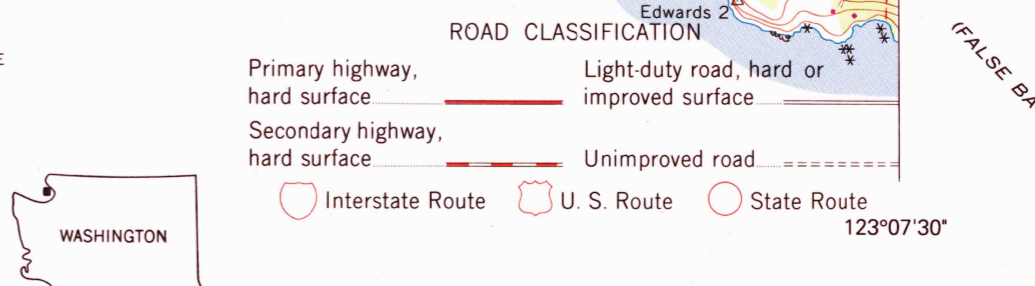 Edwards 2
ROAD CLASSIFICATION
Primary highway,
hard surface
Light-duty road, hard or
improved surface
Secondary highway,
hard surface
Unimproved road
Interstate Route
U. S. Route
State Route
123°07'30"
WASHINGTON
(FALSE BA
E